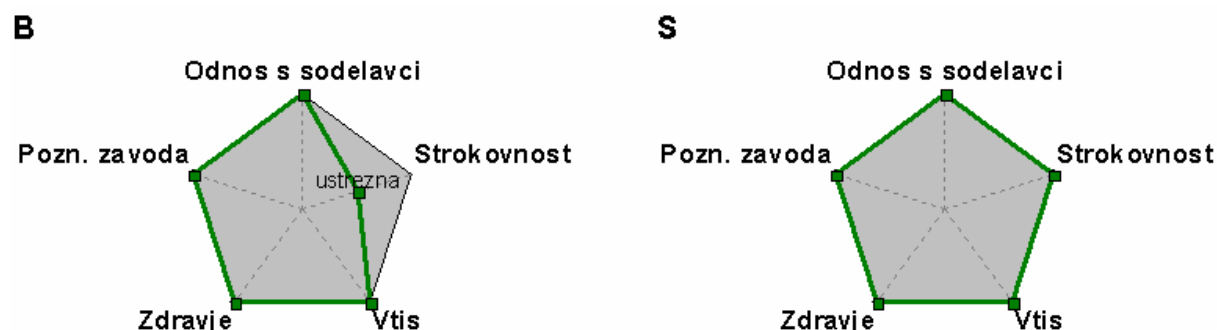 B
Odnos s sodelavci
Pozn. zavoda
Strokovnost
ustrezna
Zdravje
Vtis
S
Odnos s sodelavci
Pozn. zavoda
Strokovnost
Zdravje
Vtis